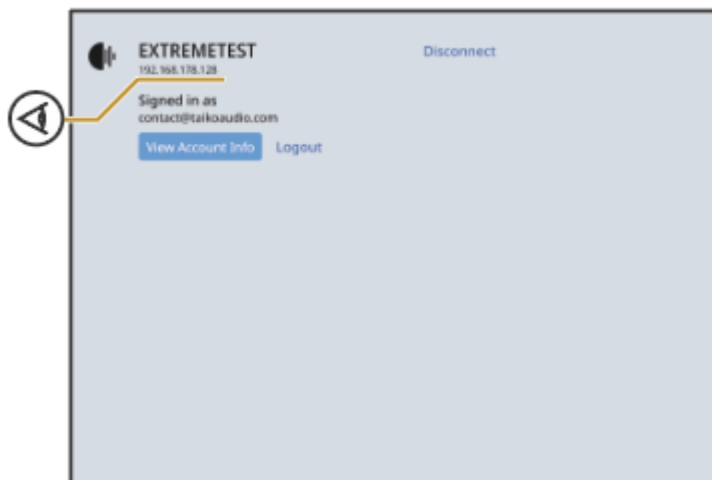 EXTREMETEST
Disconnect
192.168.178.128
Signed in as
contact@taikoaudio.com
View Account Info
Logout